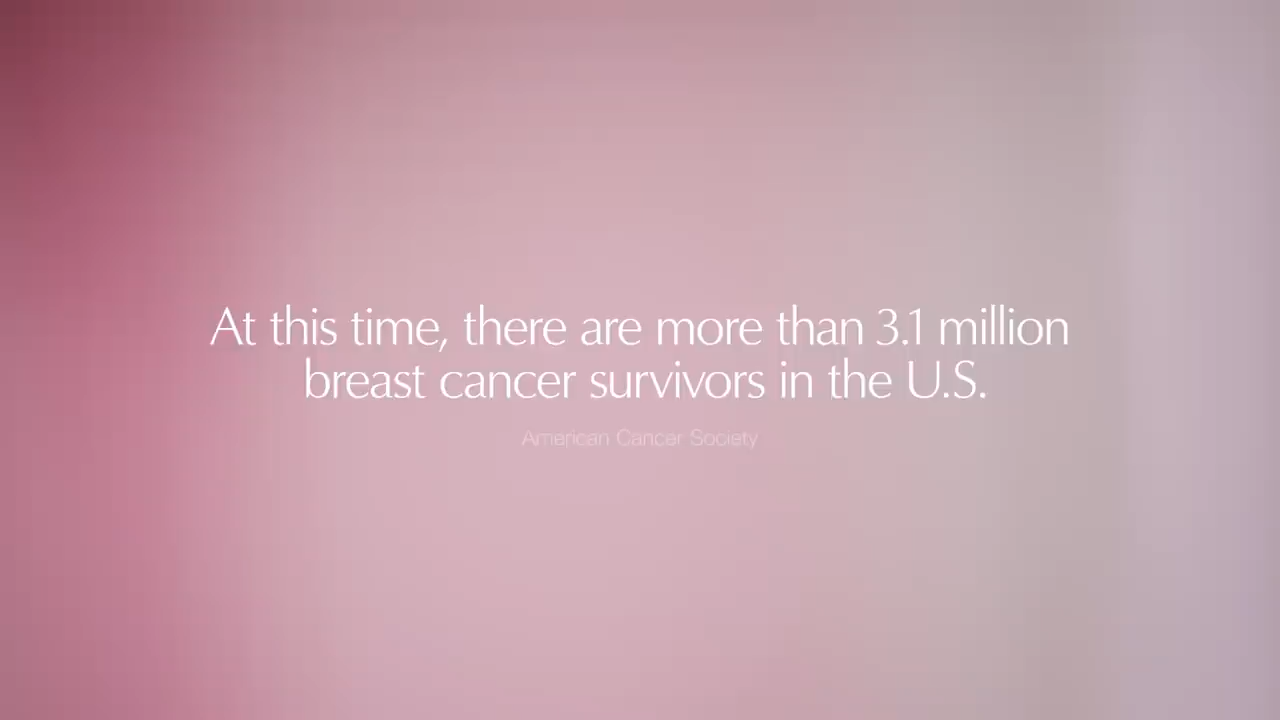 At this time, there are more than 3.1 million
breast cancer survivors in the U.S.
American Cancer Society